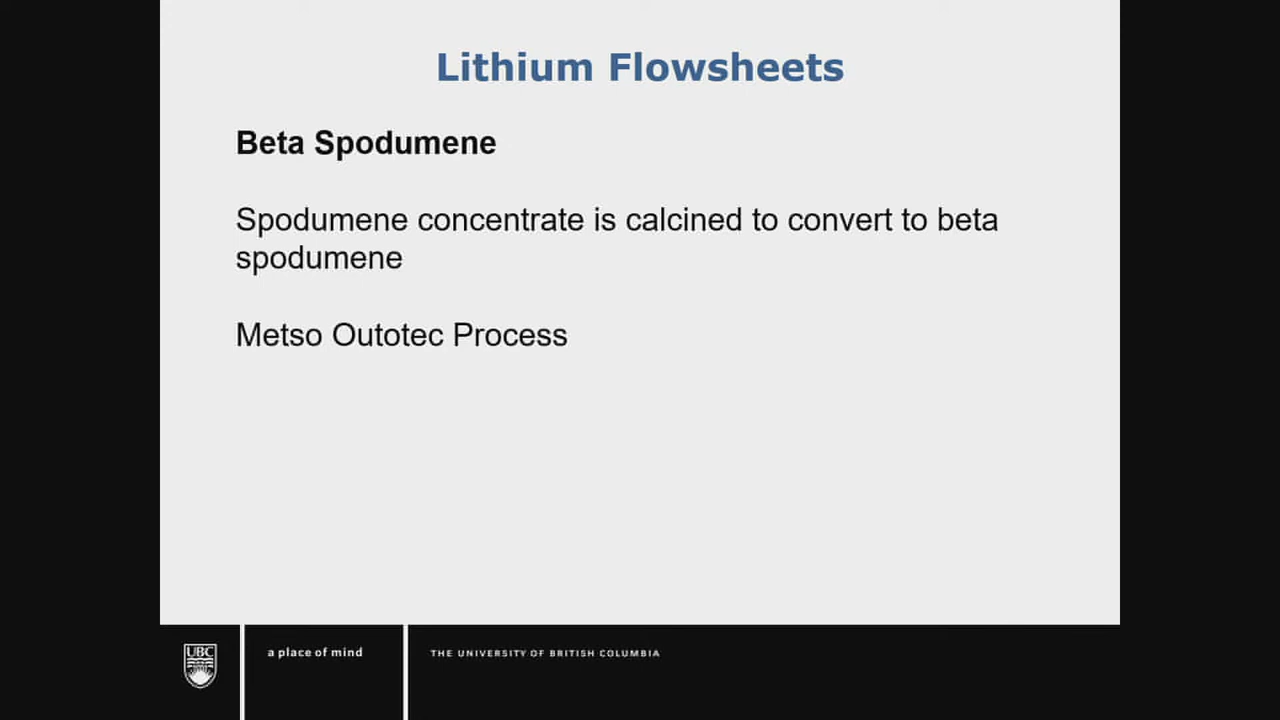 Lithium Flowsheets
Beta Spodumene
Spodumene concentrate is calcined to convert to beta
spodumene
Metso Outotec Process
UBC
a place of mind
THE UNIVERSITY OF BRITISH COLUMBIA